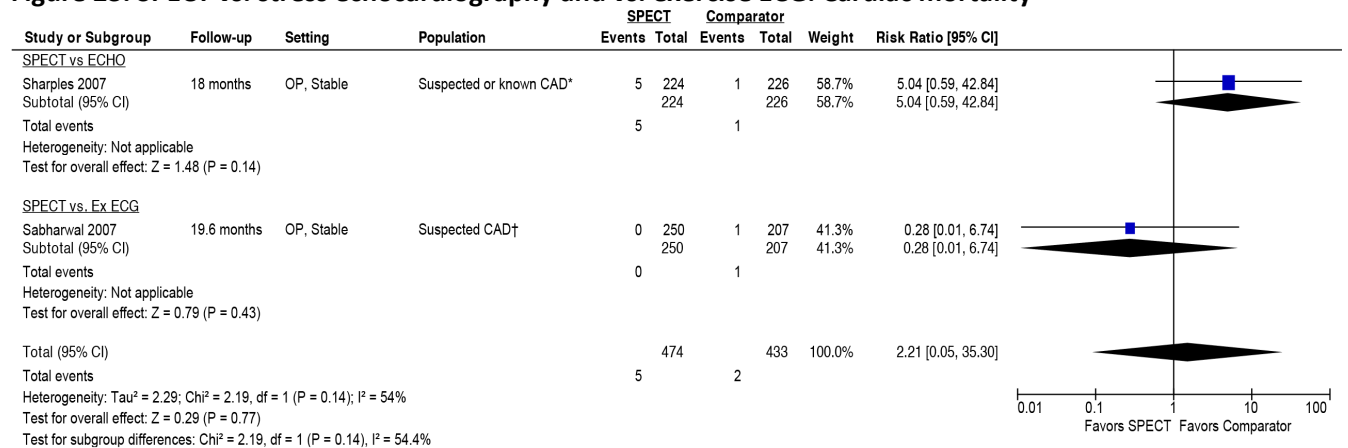 SPECT Comparator
Study or Subgroup Follow-up Setting Population Events Total Events Total Weight Risk Ratio [95% CI]
SPECT vs ECHO
Sharples 2007 18 months OP, Stable Suspected or known CAD* 5 224 1 226 58.7% 5.04 [0.59, 42.84]
Subtotal (95% CI) 224 226 58.7% 5.04 [0.59, 42.84]
Total events 5 1
Heterogeneity: Not applicable
Test for overall effect: Z = 1.48 (P = 0.14)
SPECT vs. Ex ECG
Sabharwal 2007 19.6 months OP, Stable Suspected CAD† 0 250 1 207 41.3% 0.28 [0.01, 6.74]
Subtotal (95% CI) 250 207 41.3% 0.28 [0.01, 6.74]
Total events 0 1
Heterogeneity: Not applicable
Test for overall effect: Z = 0.79 (P = 0.43)
Total (95% CI) 474 433 100.0% 2.21 [0.05, 35.30]
Total events 5 2
Heterogeneity: Tau² = 2.29; Chi² = 2.19, df = 1 (P = 0.14); I² = 54%
Test for overall effect: Z = 0.29 (P = 0.77)
Test for subgroup differences: Chi² = 2.19, df = 1 (P = 0.14), I² = 54.4%
0.01 0.1 1 10 100
Favors SPECT Favors Comparator